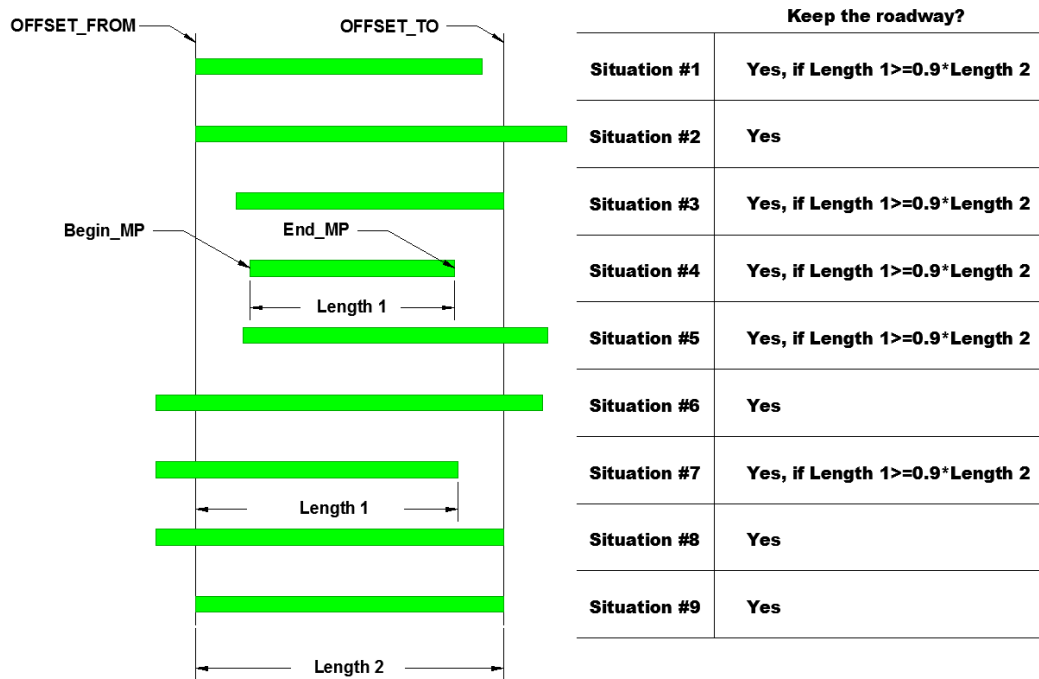 Keep the roadway?
OFFSET_FROM
OFFSET_TO
Situation #1 Yes, if Length 1>=0.9*Length 2
Situation #2 Yes
Situation #3 Yes, if Length 1>=0.9*Length 2
Begin_MP
End_MP
Situation #4 Yes, if Length 1>=0.9*Length 2
Length 1
Situation #5 Yes, if Length 1>=0.9*Length 2
Situation #6 Yes
Situation #7 Yes, if Length 1>=0.9*Length 2
Length 1
Situation #8 Yes
Situation #9 Yes
Length 2